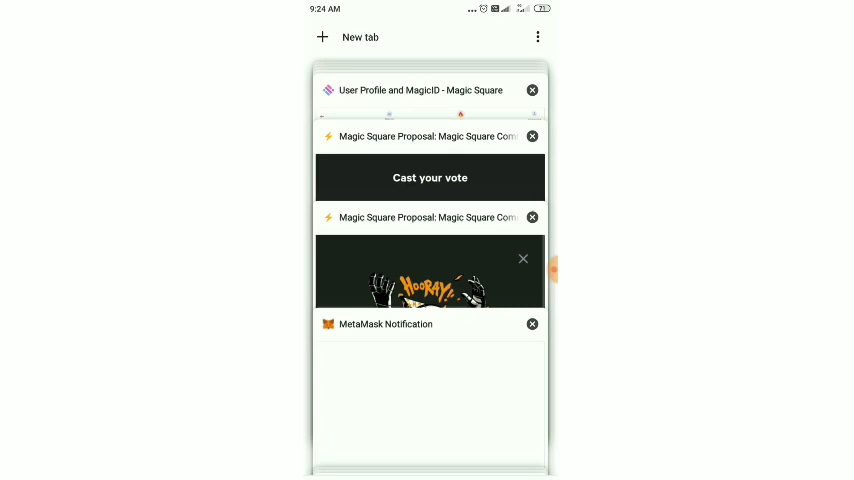 9:24 AM
71
New tab
User Profile and MagicID - Magic Square
Magic Square Proposal: Magic Square Com
Cast your vote
Magic Square Proposal: Magic Square Com
HOORAY!!
MetaMask Notification